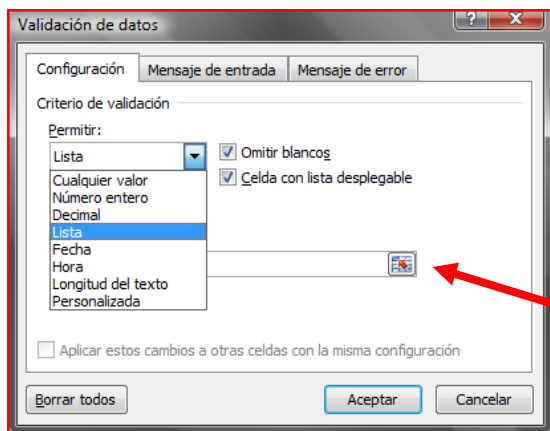 Validación de datos
Configuración Mensaje de entrada Mensaje de error
Criterio de validación
Permitir:
Lista Omitir blancos
Cualquier valor Celda con lista desplegable
Número entero
Decimal
Lista
Fecha
Hora
Longitud del texto
Personalizada
Aplicar estos cambios a otras celdas con la misma configuración
Borrar todos Aceptar Cancelar